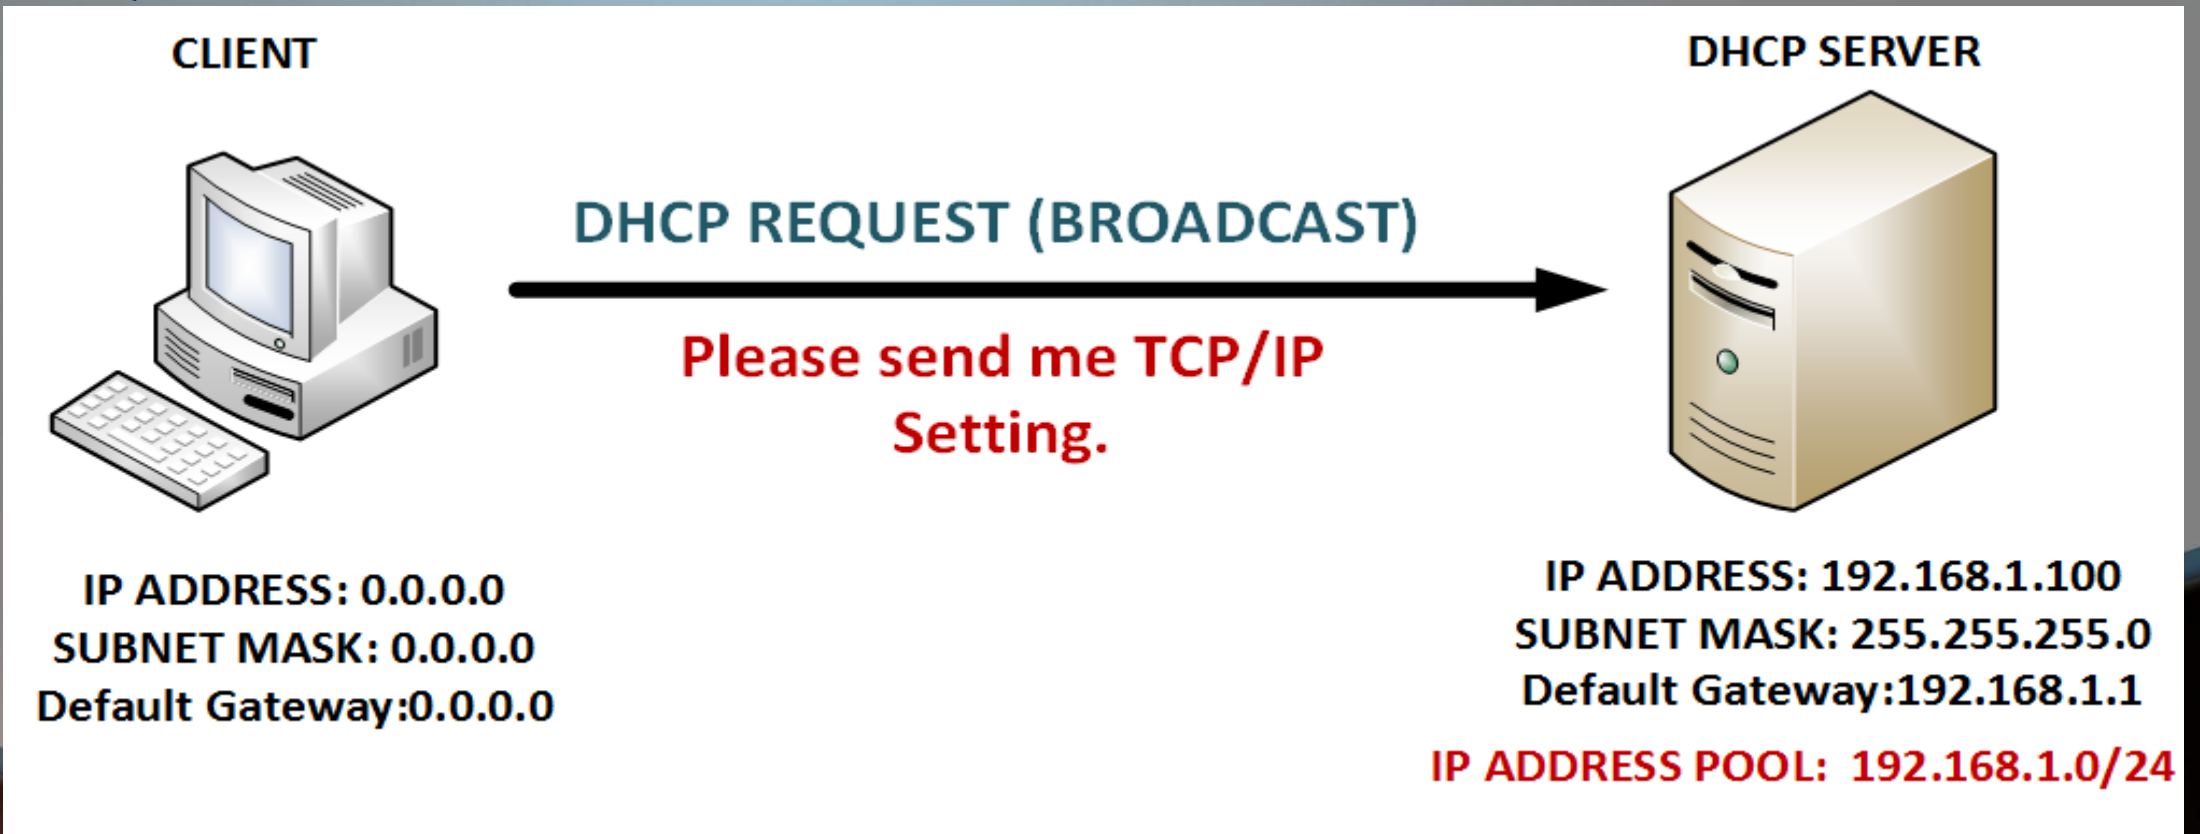 CLIENT
DHCP SERVER
DHCP REQUEST (BROADCAST)
Please send me TCP/IP
Setting.
IP ADDRESS: 0.0.0.0
SUBNET MASK: 0.0.0.0
Default Gateway:0.0.0.0
IP ADDRESS: 192.168.1.100
SUBNET MASK: 255.255.255.0
Default Gateway:192.168.1.1
IP ADDRESS POOL: 192.168.1.0/24